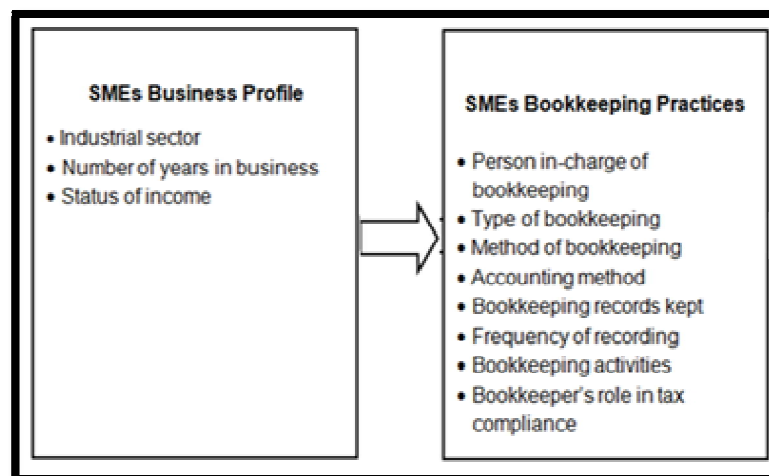 SMEs Business Profile
• Industrial sector
• Number of years in business
• Status of income
SMEs Bookkeeping Practices
• Person in-charge of
bookkeeping
• Type of bookkeeping
• Method of bookkeeping
• Accounting method
• Bookkeeping records kept
• Frequency of recording
• Bookkeeping activities
• Bookkeeper's role in tax
compliance